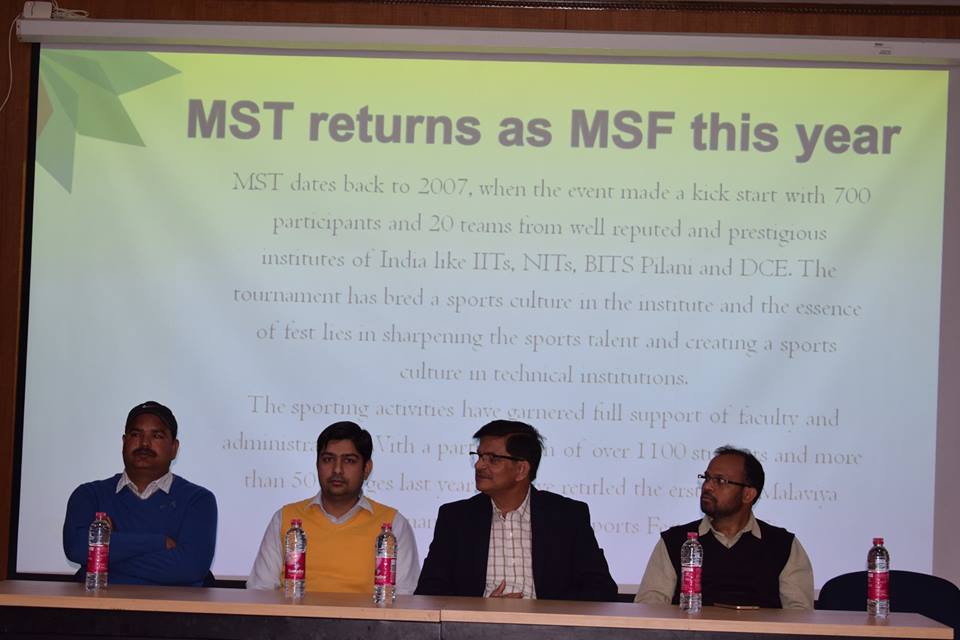 MST returns as MSF this year
MST dates back to 2007, when the event made a kick start with 700
participants and 20 teams from well reputed and prestigious
institutes of India like IITs, NITs, BITS Pilani and DCE. The
tournament has bred a sports culture in the institute and the essence
of fest lies in sharpening the sports talent and creating a sports
culture in technical institutions.
The sporting activities have garnered full support of faculty and
With a of over 1100 and more
than 50 last year retitled the Malaviya